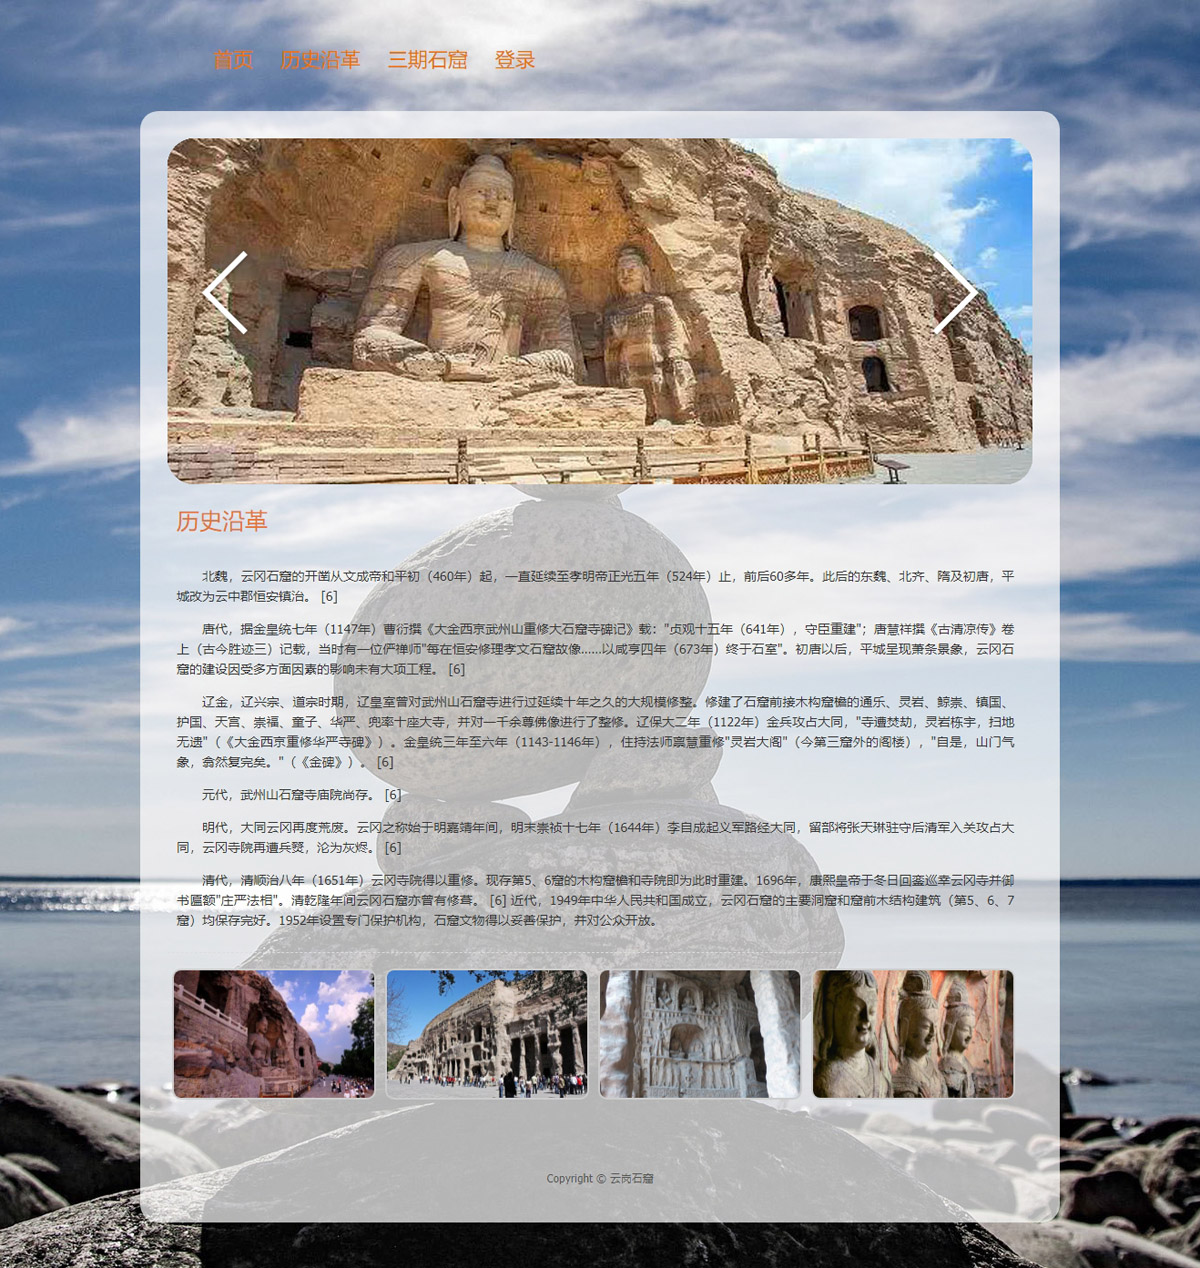 首页 历史沿革 三期石窟 登录
历史沿革
北魏，云冈石窟的开凿从文成帝和平初（460年）起，一直延续至孝明帝正光五年（524年）止，前后60多年。此后的东魏、北齐、隋及初唐，平
城改为云中郡恒安镇治。 [6]
唐代，据金皇统七年（1147年）曹衍撰《大金西京武州山重修大石窟寺碑记》载："贞观十五年（641年），守臣重建"；唐慧祥撰《古清凉传》卷
上（古今胜迹三）记载，当时有一位俨禅师"每在恒安修理孝文石窟故像……以咸亨四年（673年）终于石室"。初唐以后，平城呈现萧条景象，云冈石
窟的建设因受多方面因素的影响未有大项工程。 [6]
辽金，辽兴宗、道宗时期，辽皇室曾对武州山石窟寺进行过延续十年之久的大规模修整。修建了石窟前接木构窟檐的通乐、灵岩、鲸崇、镇国、
护国、天宫、崇福、童子、华严、兜率十座大寺，并对一千余尊佛像进行了整修。辽保大二年（1122年）金兵攻占大同，"寺遭焚劫，灵岩栋宇，扫地
无遗"（《大金西京重修华严寺碑》）。金皇统三年至六年（1143-1146年），住持法师禀慧重修"灵岩大阁"（今第三窟外的阁楼），"自是，山门气
象，翕然复完矣。"（《金碑》）。 [6]
元代，武州山石窟寺庙院尚存。 [6]
明代，大同云冈再度荒废。云冈之称始于明嘉靖年间，明末崇祯十七年（1644年）李自成起义军路经大同，留部将张天琳驻守后清军入关攻占大
同，云冈寺院再遭兵燹，沦为灰烬。 [6]
清代，清顺治八年（1651年）云冈寺院得以重修。现存第5、6窟的木构窟檐和寺院即为此时重建。1696年，康熙皇帝于冬日回銮巡幸云冈寺并御
书匾额"庄严法相"。清乾隆年间云冈石窟亦曾有修葺。 [6] 近代，1949年中华人民共和国成立，云冈石窟的主要洞窟和窟前木结构建筑（第5、6、7
窟）均保存完好。1952年设置专门保护机构，石窟文物得以妥善保护，并对公众开放。
Copyright © 云岗石窟